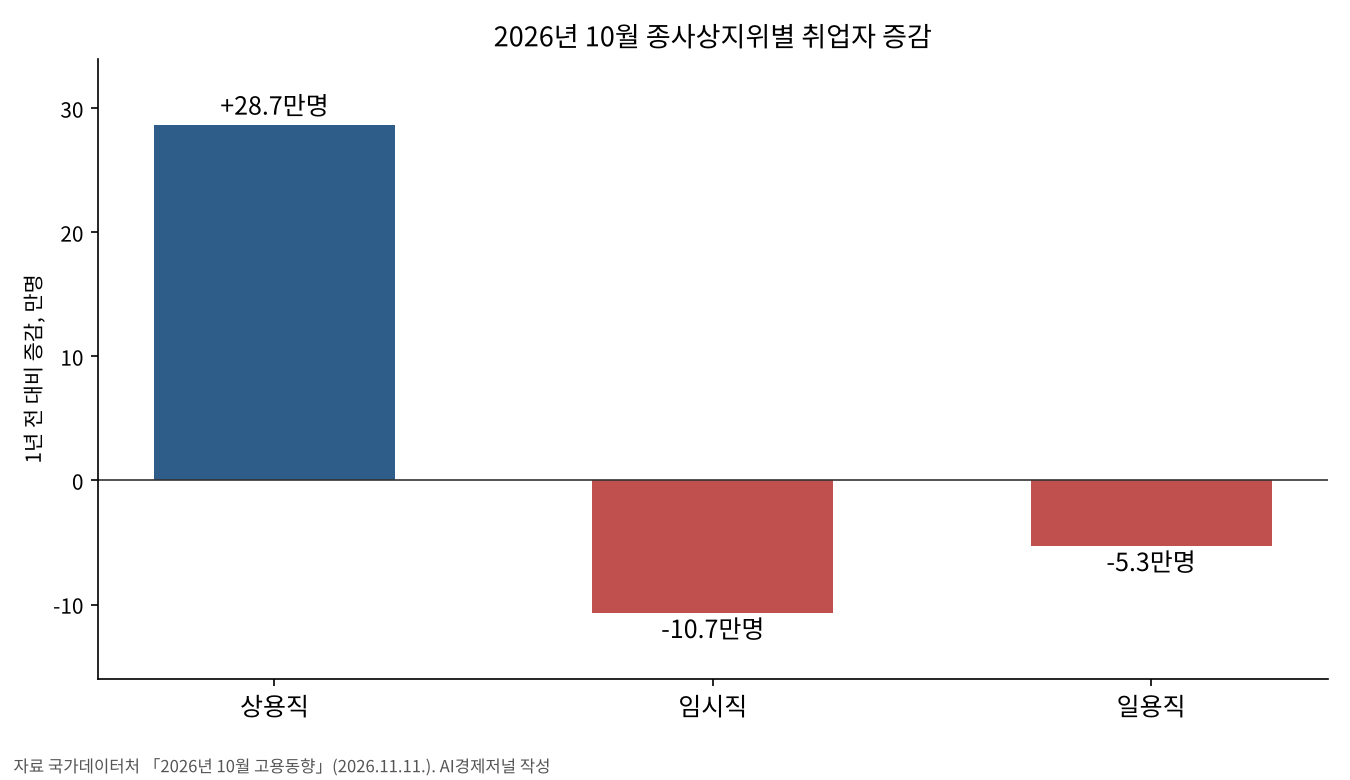 2026년 10월 종사상지위별 취업자 증감
1년 전 대비 증감, 만명
30
20
10
0
-10
+28.7만명
-10.7만명
-5.3만명
상용직
임시직
일용직
자료 국가데이터처 「2026년 10월 고용동향」(2026.11.11.). AI경제저널 작성